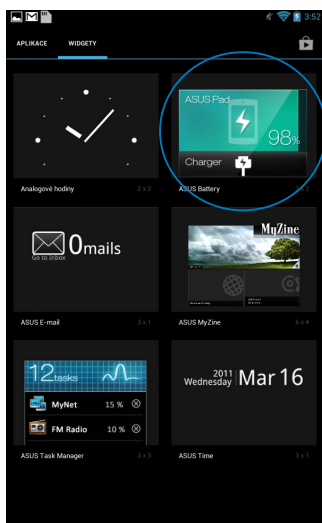 3:52
APLIKACE WIDGETY
ASUS Pad
98%
Charger
Analogové hodiny 2 x 2
ASUS Battery x 2
0mails
Go to inbox
MyZine
ASUS E-mail 3 x 1
ASUS MyZine 5 x 4
12tasks
MyNet 15 %
FM Radio 10 %
2011
Wednesday Mar 16
ASUS Task Manager 3 x 3
ASUS Time 3 x 1